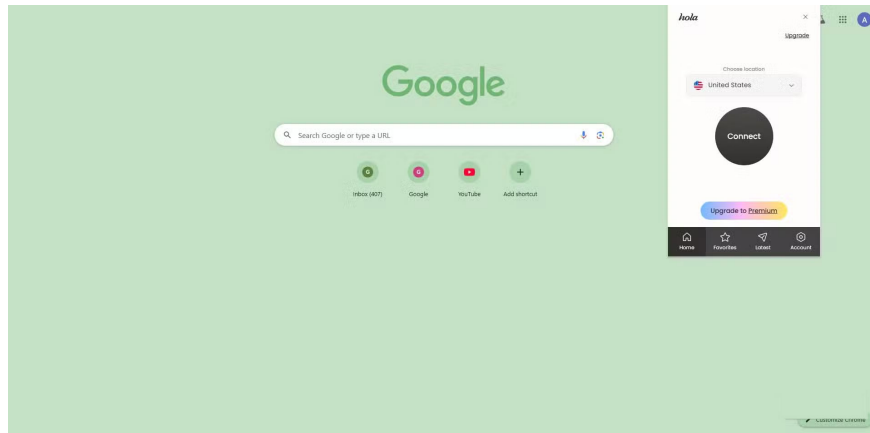 hola
Upgrade
A
Choose location
United States
Connect
Upgrade to Premium
Home Favorites Latest Account
Google
Search Google or type a URL
G G +
Inbox (407) Google YouTube Add shortcut
Customize Chrome